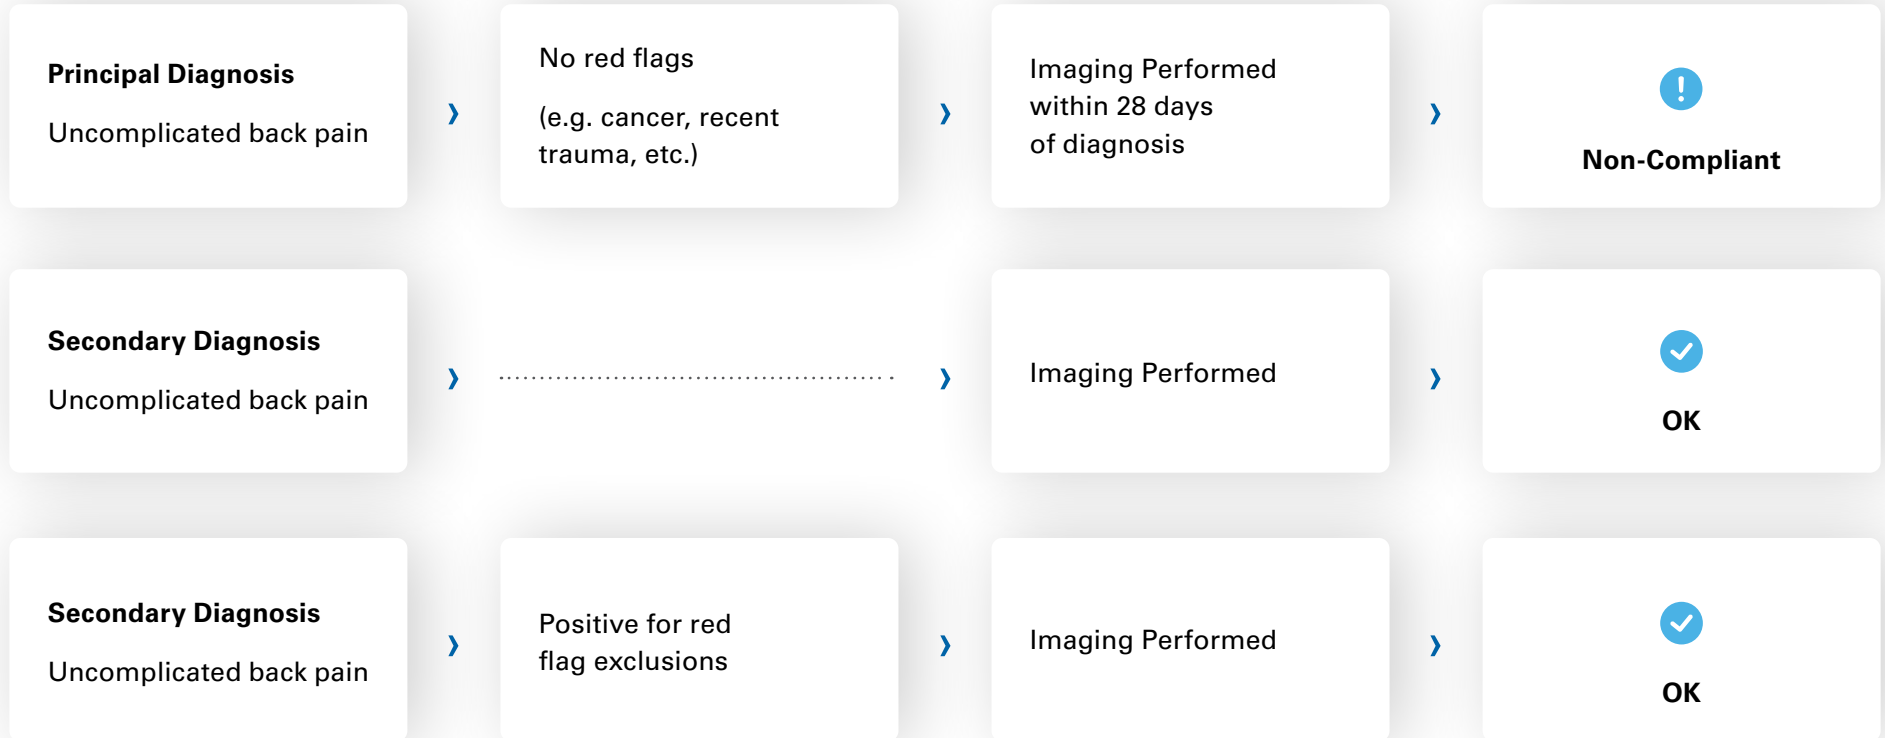 Principal Diagnosis
Uncomplicated back pain
No red flags
(e.g. cancer, recent
trauma, etc.)
Imaging Performed
within 28 days
of diagnosis
Non-Compliant
Secondary Diagnosis
Uncomplicated back pain
Imaging Performed
OK
Secondary Diagnosis
Uncomplicated back pain
Positive for red
flag exclusions
Imaging Performed
OK